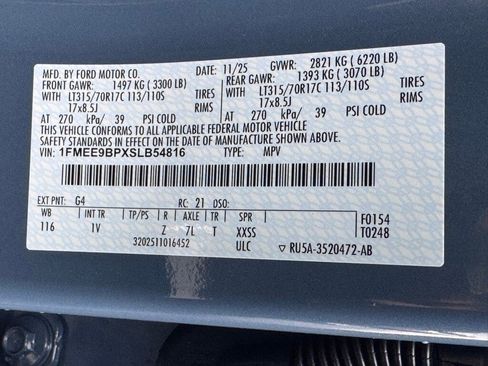 MFD. BY FORD MOTOR CO. 11/25 GVWR: 2821 KG ( 6220 LB)
FRONT GAWR: 1497 KG ( 3300 LB) REAR GAWR: 1393 KG ( 3070 LB)
LT315/70R17C 113/110S TIRES LT315/70R17C 113/110S TIRES
17x8.5J RIMS 17x8.5J RIMS
AT 270 kPa/ 39 PSI COLD AT 270 kPa/ 39 PSI COLD
THIS VEHICLE CONFORMS TO ALL APPLICABLE FEDERAL MOTOR VEHICLE
SAFETY STANDARDS IN EFFECT ON THE DATE OF MANUFACTURE SHOWN ABOVE.
VIN: 1FMEE9BPXSLB54816 TYPE: MPV
EXT PNT: G4 RC: 21 DSO:
WB INT TR TP/PS R AXLE TR SPR F0154
116 1V Z 7L T XXSS T0248
3202511016452 ULC ▽ RU5A-3520472-AB